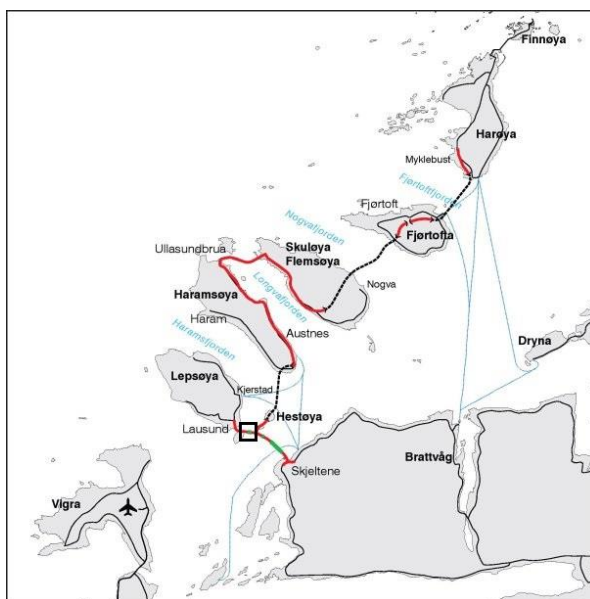 Finnøya
Harøya
Myklebust
Fjørtoftfjorden
Fjørtoft
Fjørtofta
Nogvafjorden
Ullasundbrua
Skuløya
Flemsøya
Longvafjorden
Haramsøya
Nogva
Haram
Austnes
Haramsfjorden
Dryna
Lepsøya
Kjerstad
Hestøya
Lausund
Brattvåg
Skjeltene
Vigra